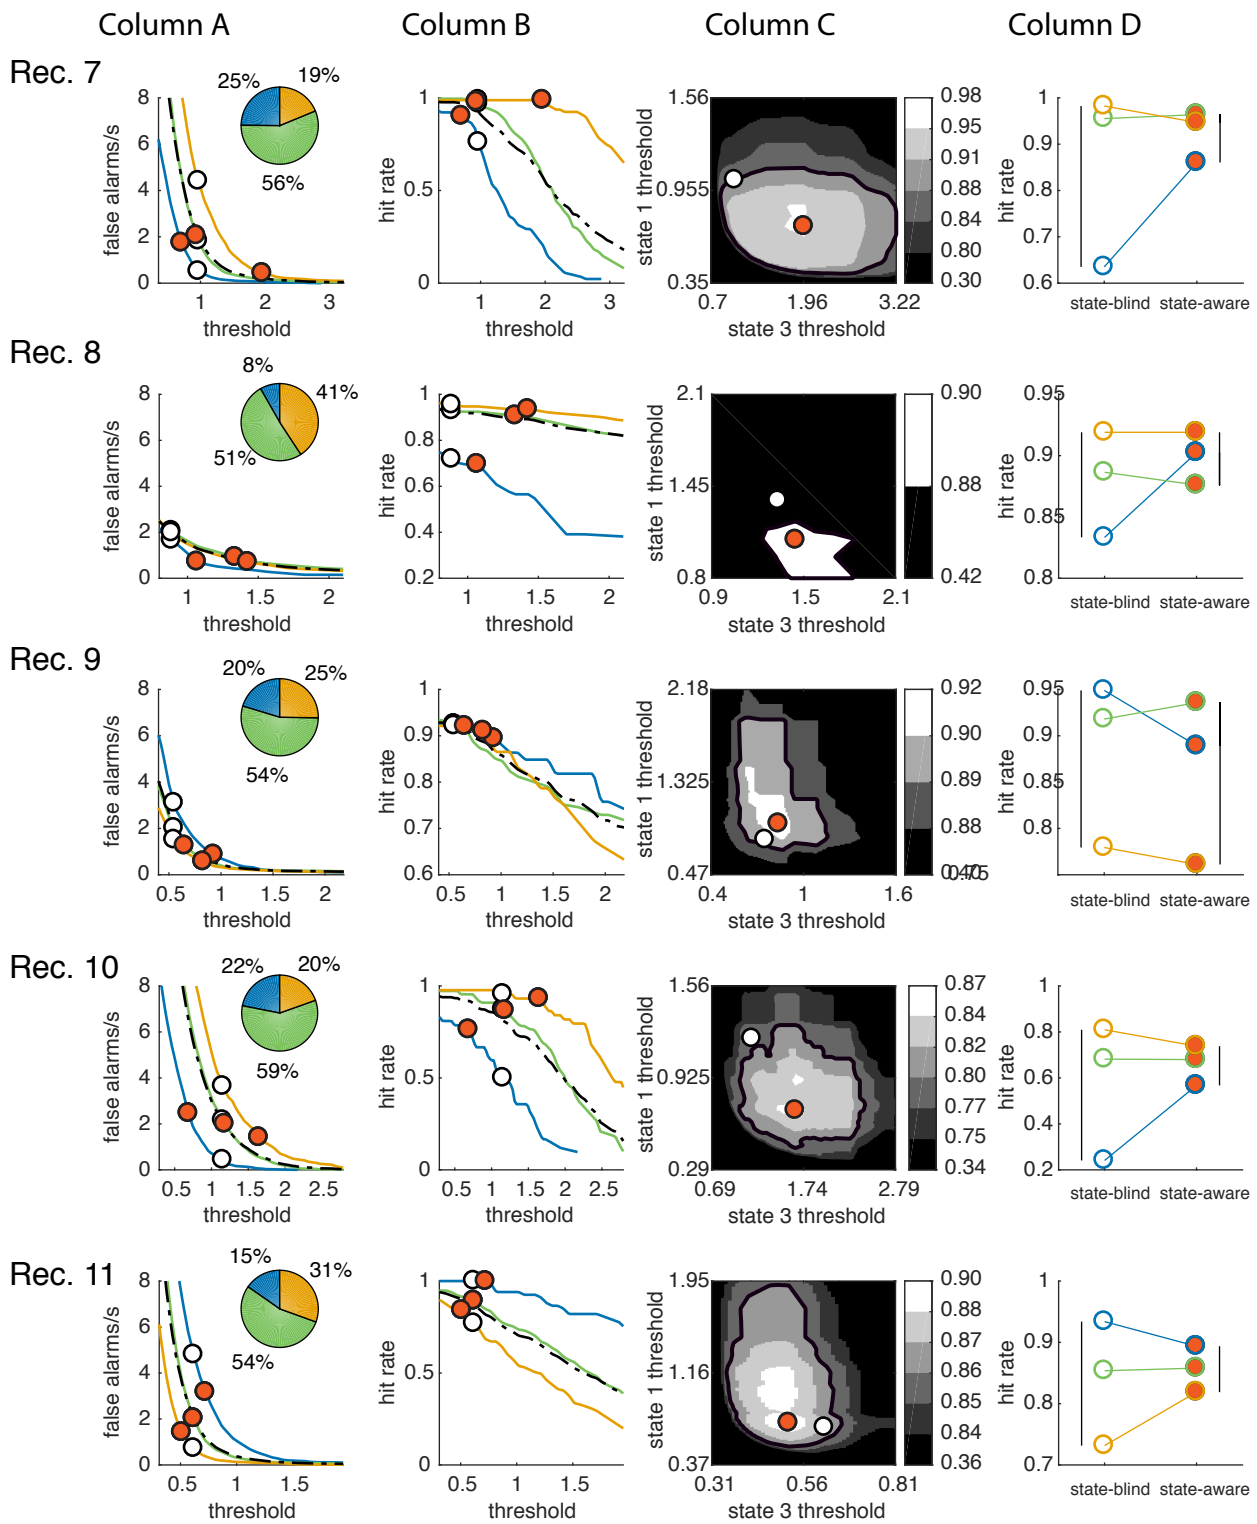 Column A Column B Column C Column D
Rec. 7
25% 19%
56%
8 6 4 2 0
false alarms/s
1 2 3
threshold
1 0.5 0
hit rate
1 2 3
threshold
1.56 0.955 0.35
state 1 threshold
0.7 1.96 3.22
state 3 threshold
0.98 0.95 0.91 0.88 0.84 0.80 0.30
1 0.9 0.8 0.7 0.6
hit rate
state-blind state-aware
Rec. 8
8% 41%
51%
8 6 4 2 0
false alarms/s
1 1.5 2
threshold
1 0.8 0.6 0.4 0.2
hit rate
1 1.5 2
threshold
2.1 1.45 0.8
state 1 threshold
0.9 1.5 2.1
state 3 threshold
0.90 0.88 0.42
0.95 0.9 0.85 0.8
hit rate
state-blind state-aware
Rec. 9
20% 25%
54%
8 6 4 2 0
false alarms/s
0.5 1 1.5 2
threshold
1 0.9 0.8 0.7 0.6
hit rate
0.5 1 1.5 2
threshold
2.18 1.325 0.47
state 1 threshold
0.4 1 1.6
state 3 threshold
0.92 0.90 0.89 0.88 0.40
0.95 0.9 0.85 0.8 0.75
hit rate
state-blind state-aware
Rec. 10
22% 20%
59%
8 6 4 2 0
false alarms/s
0.5 1 1.5 2 2.5
threshold
1 0.5 0
hit rate
0.5 1 1.5 2 2.5
threshold
1.56 0.925 0.29
state 1 threshold
0.69 1.74 2.79
state 3 threshold
0.87 0.84 0.82 0.80 0.77 0.75 0.34
1 0.8 0.6 0.4 0.2
hit rate
state-blind state-aware
Rec. 11
15% 31%
54%
8 6 4 2 0
false alarms/s
0.5 1 1.5
threshold
1 0.5 0
hit rate
0.5 1 1.5
threshold
1.95 1.16 0.37
state 1 threshold
0.31 0.56 0.81
state 3 threshold
0.90 0.88 0.87 0.86 0.85 0.84 0.36
1 0.9 0.8 0.7
hit rate
state-blind state-aware